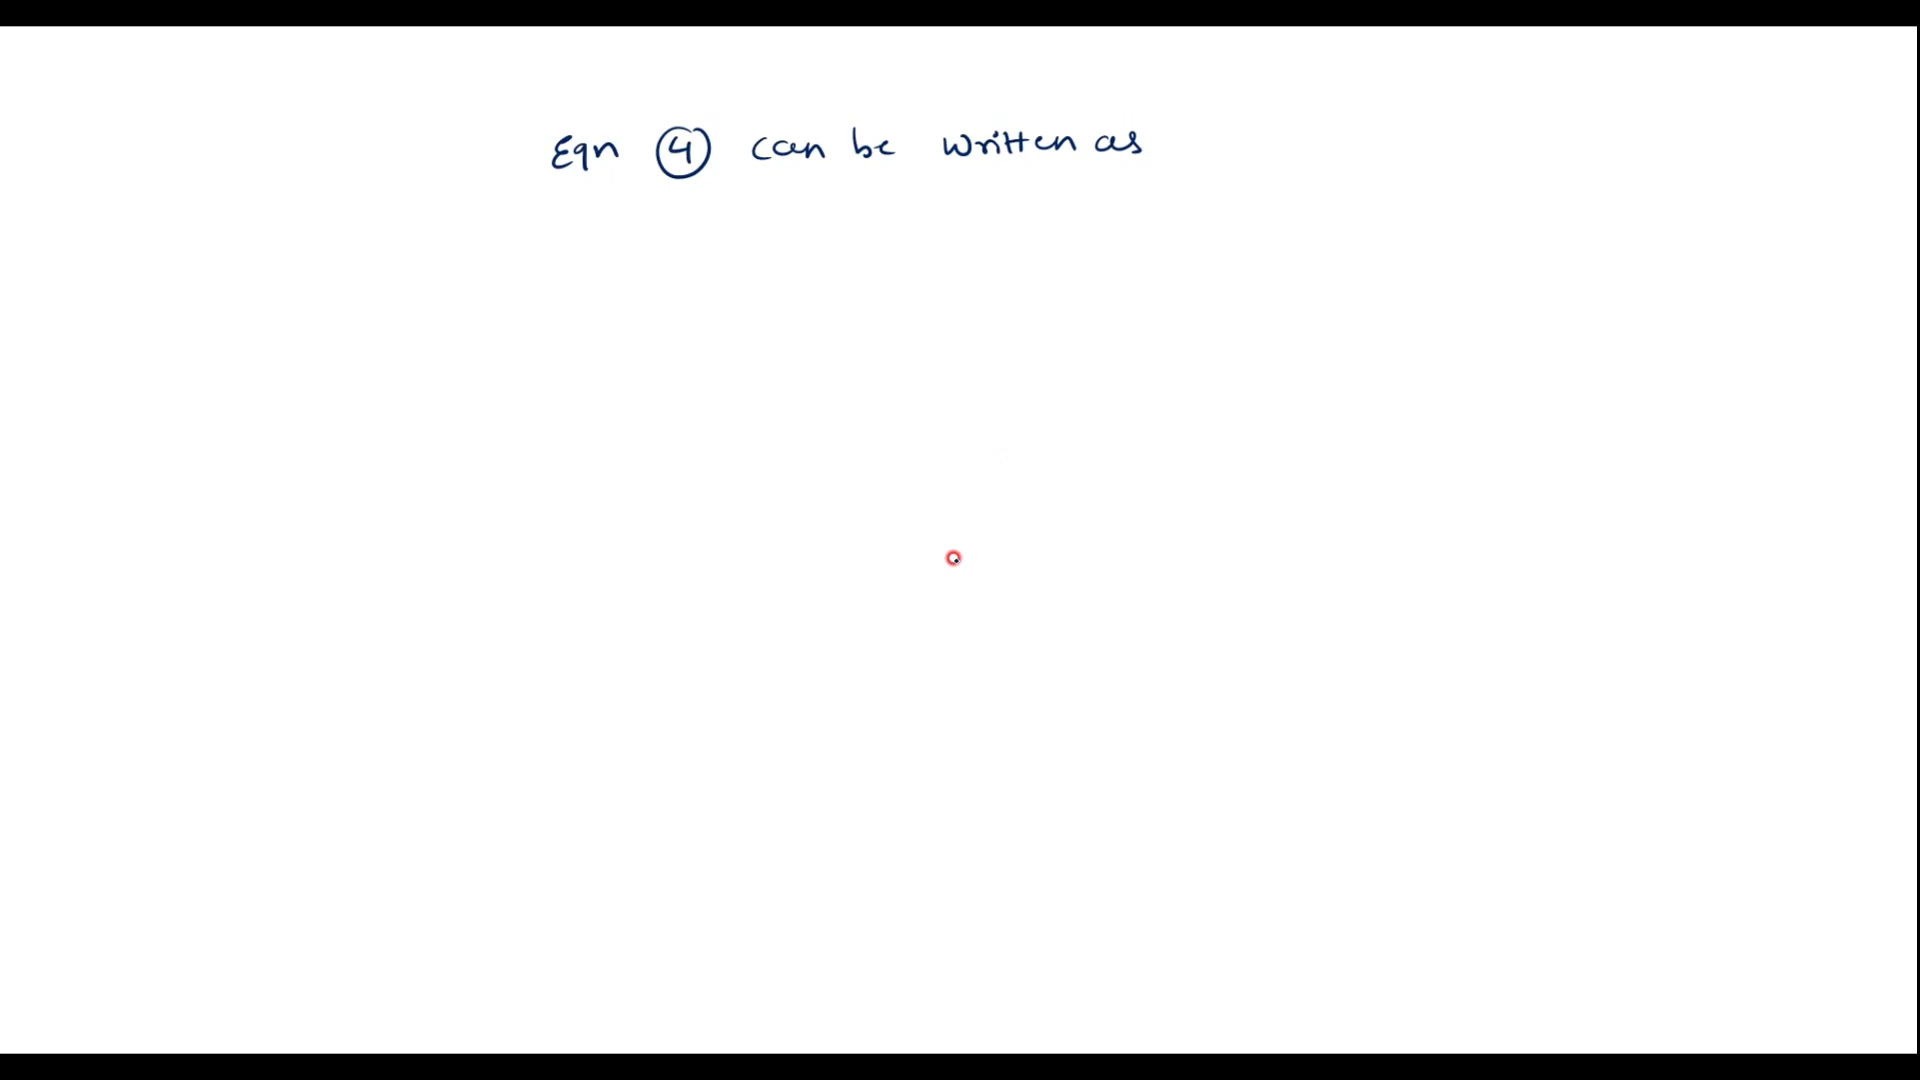 Eqn ④ can be written as